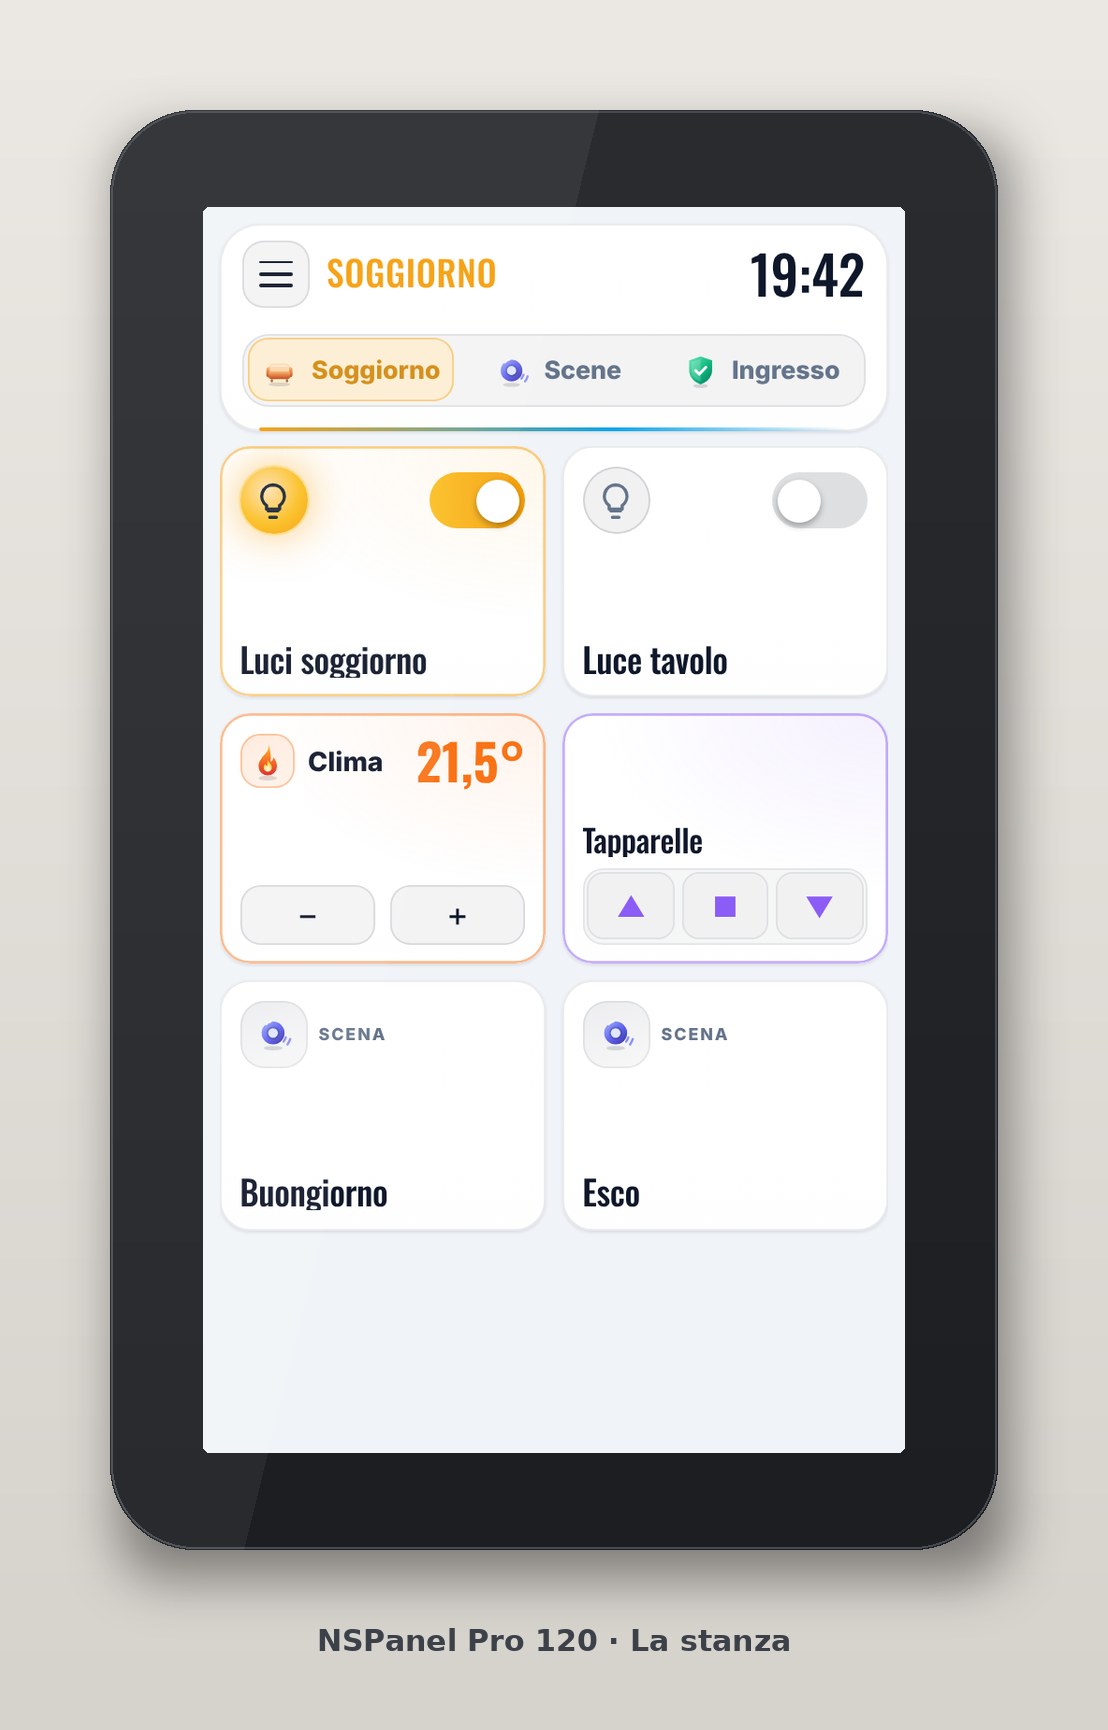 SOGGIORNO
19:42
Soggiorno Scene Ingresso
Luci soggiorno
Luce tavolo
Clima 21,5°
− +
Tapparelle
SCENA
Buongiorno
SCENA
Esco
NSPanel Pro 120 · La stanza